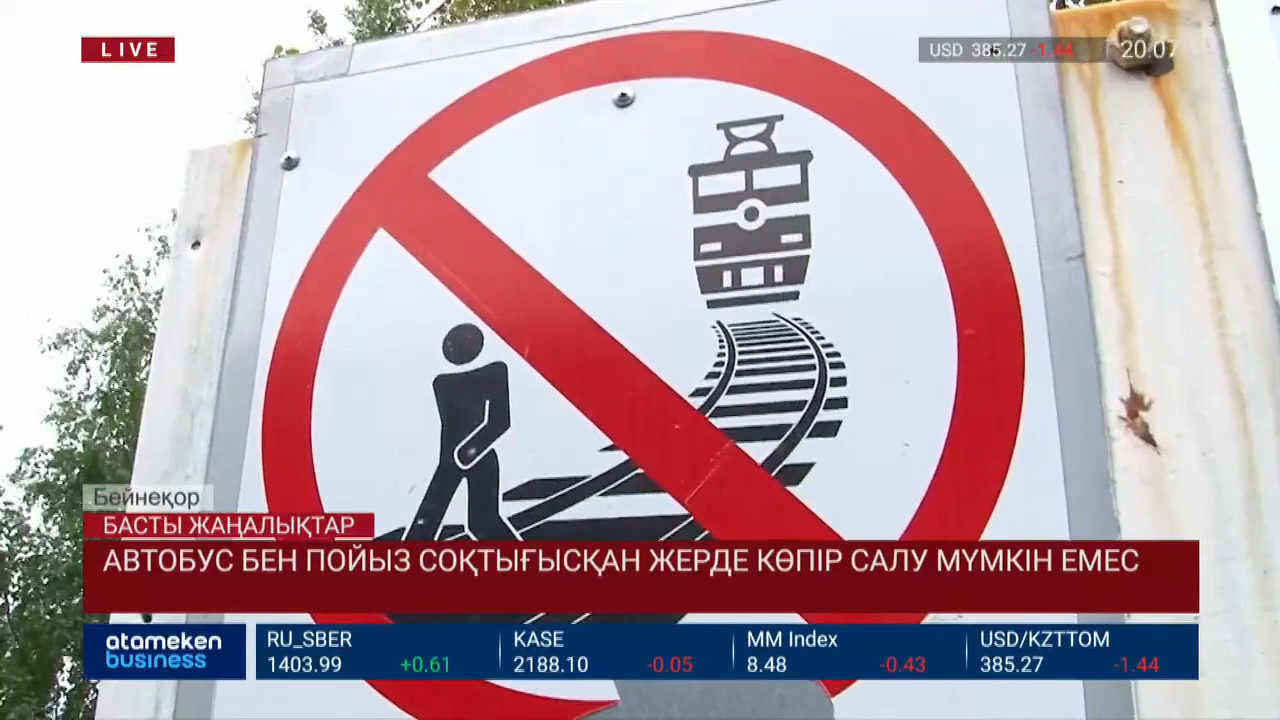 LIVE
USD 385.27 -1.44 20:07
Бейнеқор
БАСТЫ ЖАҢАЛЫҚТАР
АВТОБУС БЕН ПОЙЫЗ СОҚТЫҒЫСҚАН ЖЕРДЕ КӨПІР САЛУ МҮМКІН ЕМЕС
atameken business
RU_SBER KASE MM Index USD/KZTTOM
1403.99 +0.61 2188.10 -0.05 8.48 -0.43 385.27 -1.44